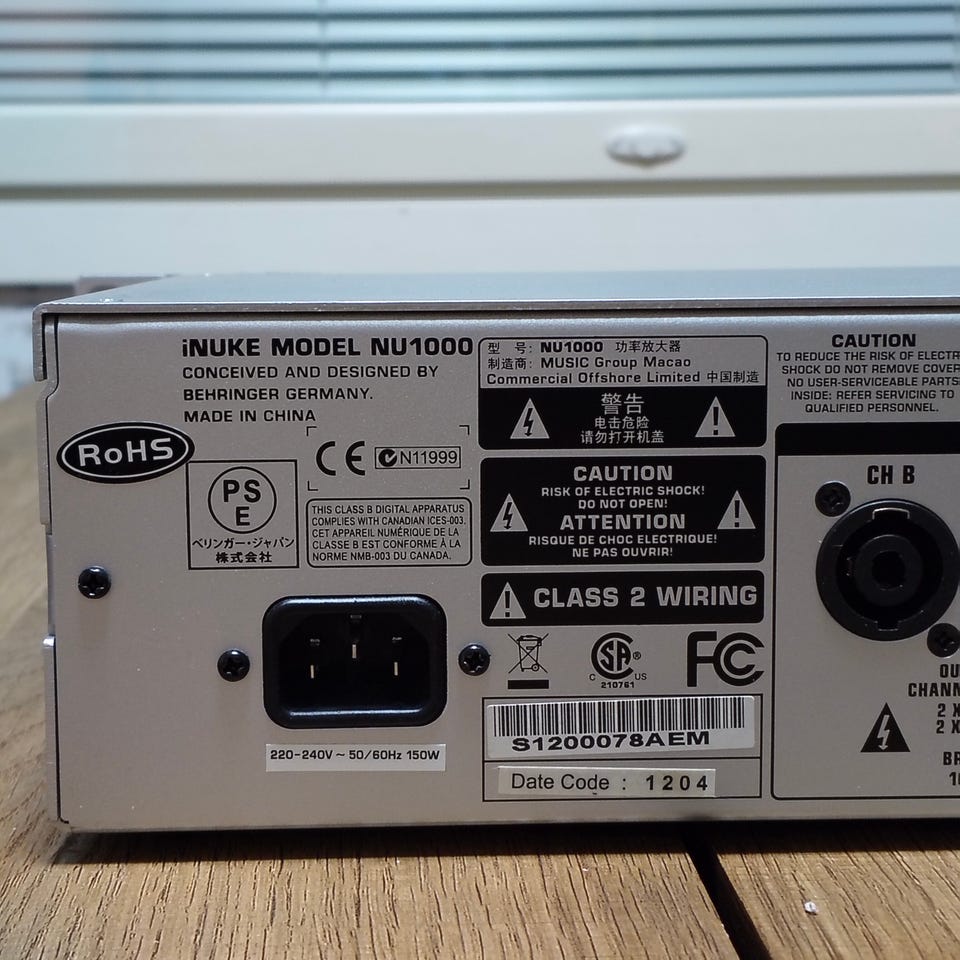 iNUKE MODEL NU1000
CONCEIVED AND DESIGNED BY
BEHRINGER GERMANY.
MADE IN CHINA
RoHS
PS
E
ベリンガー・ジャパン
株式会社
CE N11999
THIS CLASS B DIGITAL APPARATUS
COMPLIES WITH CANADIAN ICES-003.
CET APPAREIL NUMÉRIQUE DE LA
CLASSE B EST CONFORME À LA
NORME NMB-003 DU CANADA.
220-240V ~ 50/60Hz 150W
型 号: NU1000 功率放大器
制造商: MUSIC Group Macao
Commercial Offshore Limited 中国制造
警告
电击危险
请勿打开机盖
CAUTION
RISK OF ELECTRIC SHOCK!
DO NOT OPEN!
ATTENTION
RISQUE DE CHOC ELECTRIQUE!
NE PAS OUVRIR!
CLASS 2 WIRING
C SA ® US
210761
FC
S1200078AEM
Date Code : 1204
CAUTION
TO REDUCE THE RISK OF ELECTR
SHOCK DO NOT REMOVE COVER
NO USER-SERVICEABLE PARTS
INSIDE: REFER SERVICING TO
QUALIFIED PERSONNEL.
CH B
OU
CHANN
2 X
2 X
BR
10